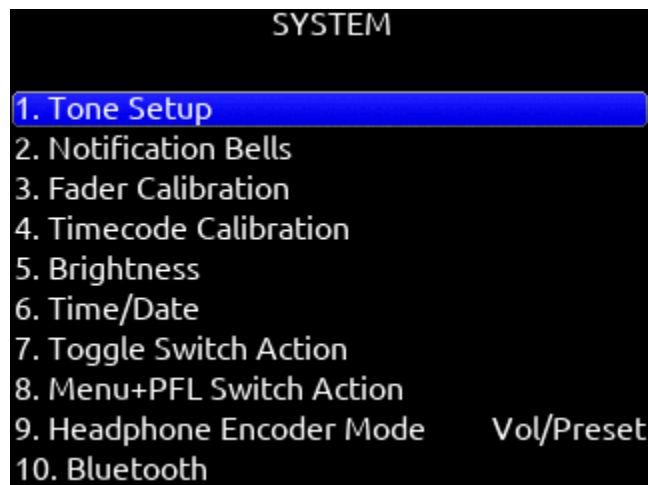 SYSTEM
1. Tone Setup
2. Notification Bells
3. Fader Calibration
4. Timecode Calibration
5. Brightness
6. Time/Date
7. Toggle Switch Action
8. Menu+PFL Switch Action
9. Headphone Encoder Mode Vol/Preset
10. Bluetooth